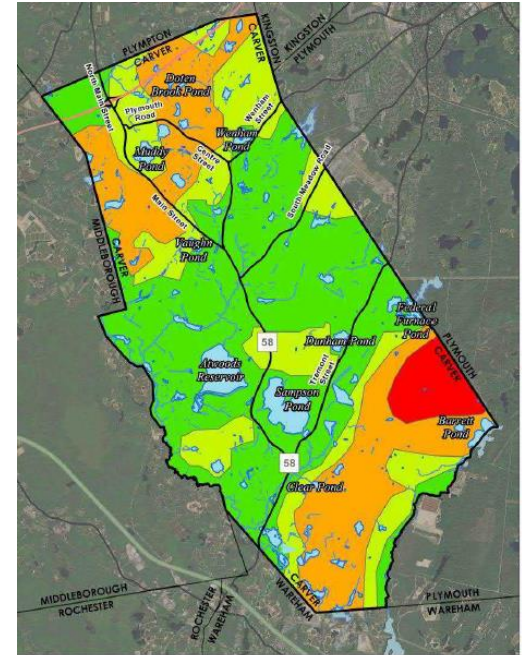 PLYMPTON
CARVER
KINGSTON
CARVER
KINGSTON
PLYMOUTH
North Main Street
Doten
Brook Pond
Plymouth
Road
Wenham
Street
Wenham
Pond
Muddy
Pond
Centre
Street
South Meadow Road
Main Street
MIDDLEBOROUGH
CARVER
Vaughn
Pond
Federal
Furnace
Pond
PLYMOUTH
CARVER
58
Dunham Pond
Atwoods
Reservoir
Tremont
Street
Sampson
Pond
Barrett
Pond
58
Clear Pond
MIDDLEBOROUGH
ROCHESTER
ROCHESTER
WAREHAM
CARVER
WAREHAM
PLYMOUTH
WAREHAM